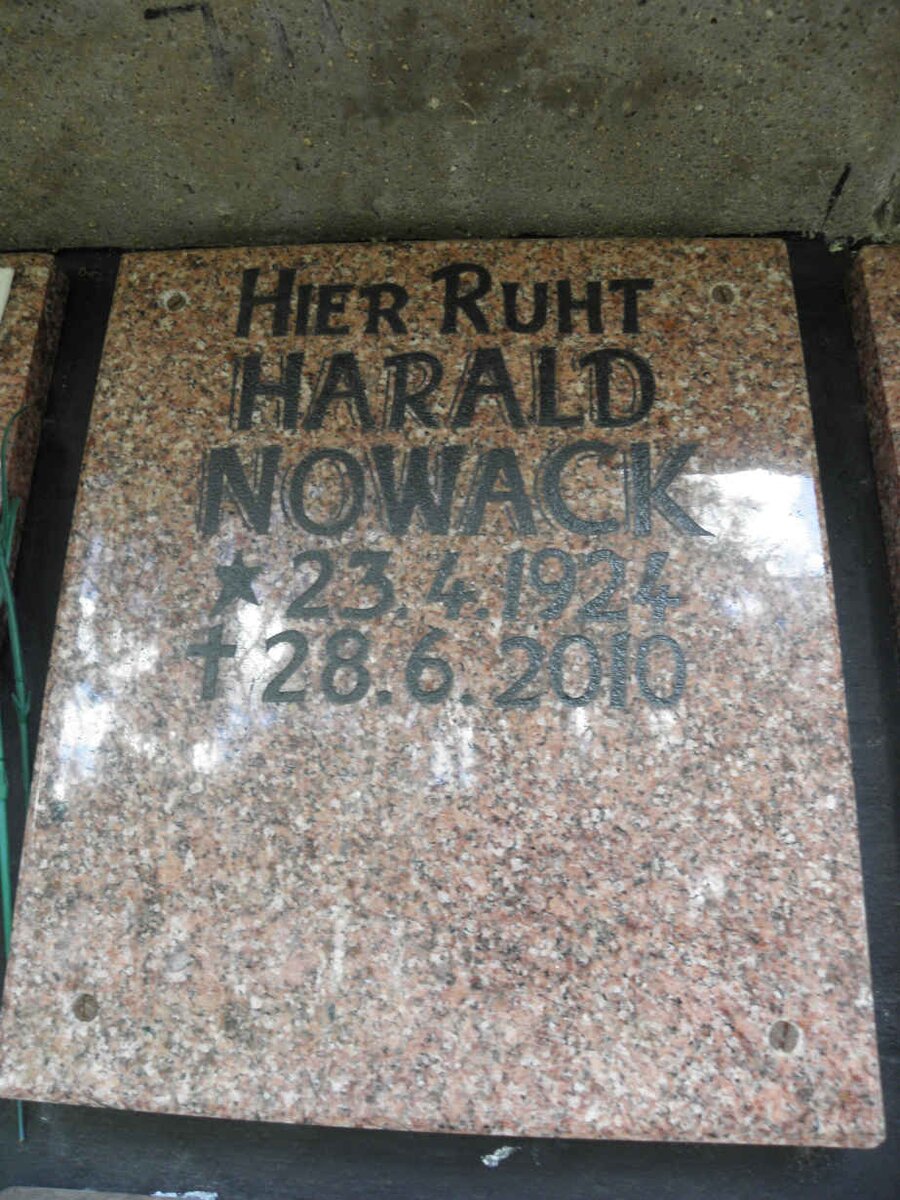 HIER RUHT
HARALD
NOWACK
★ 23.4.1924
✝ 28.6.2010